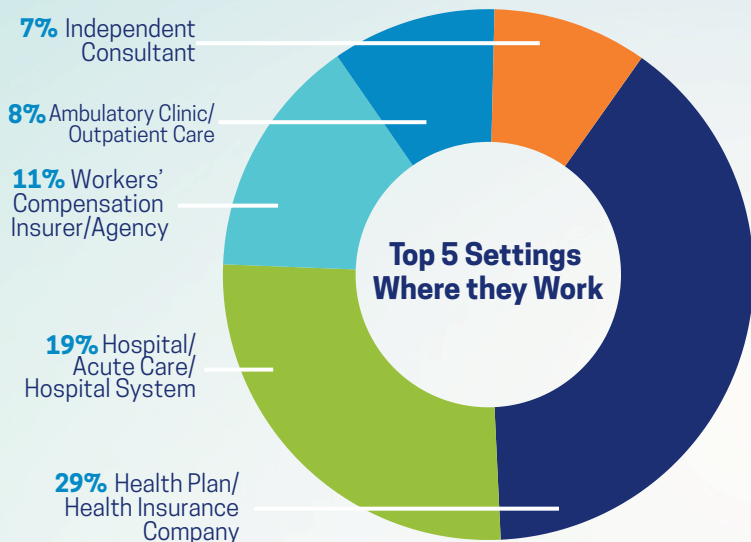 7% Independent
Consultant
8% Ambulatory Clinic/
Outpatient Care
11% Workers’
Compensation
Insurer/Agency
Top 5 Settings
Where they Work
19% Hospital/
Acute Care/
Hospital System
29% Health Plan/
Health Insurance
Company